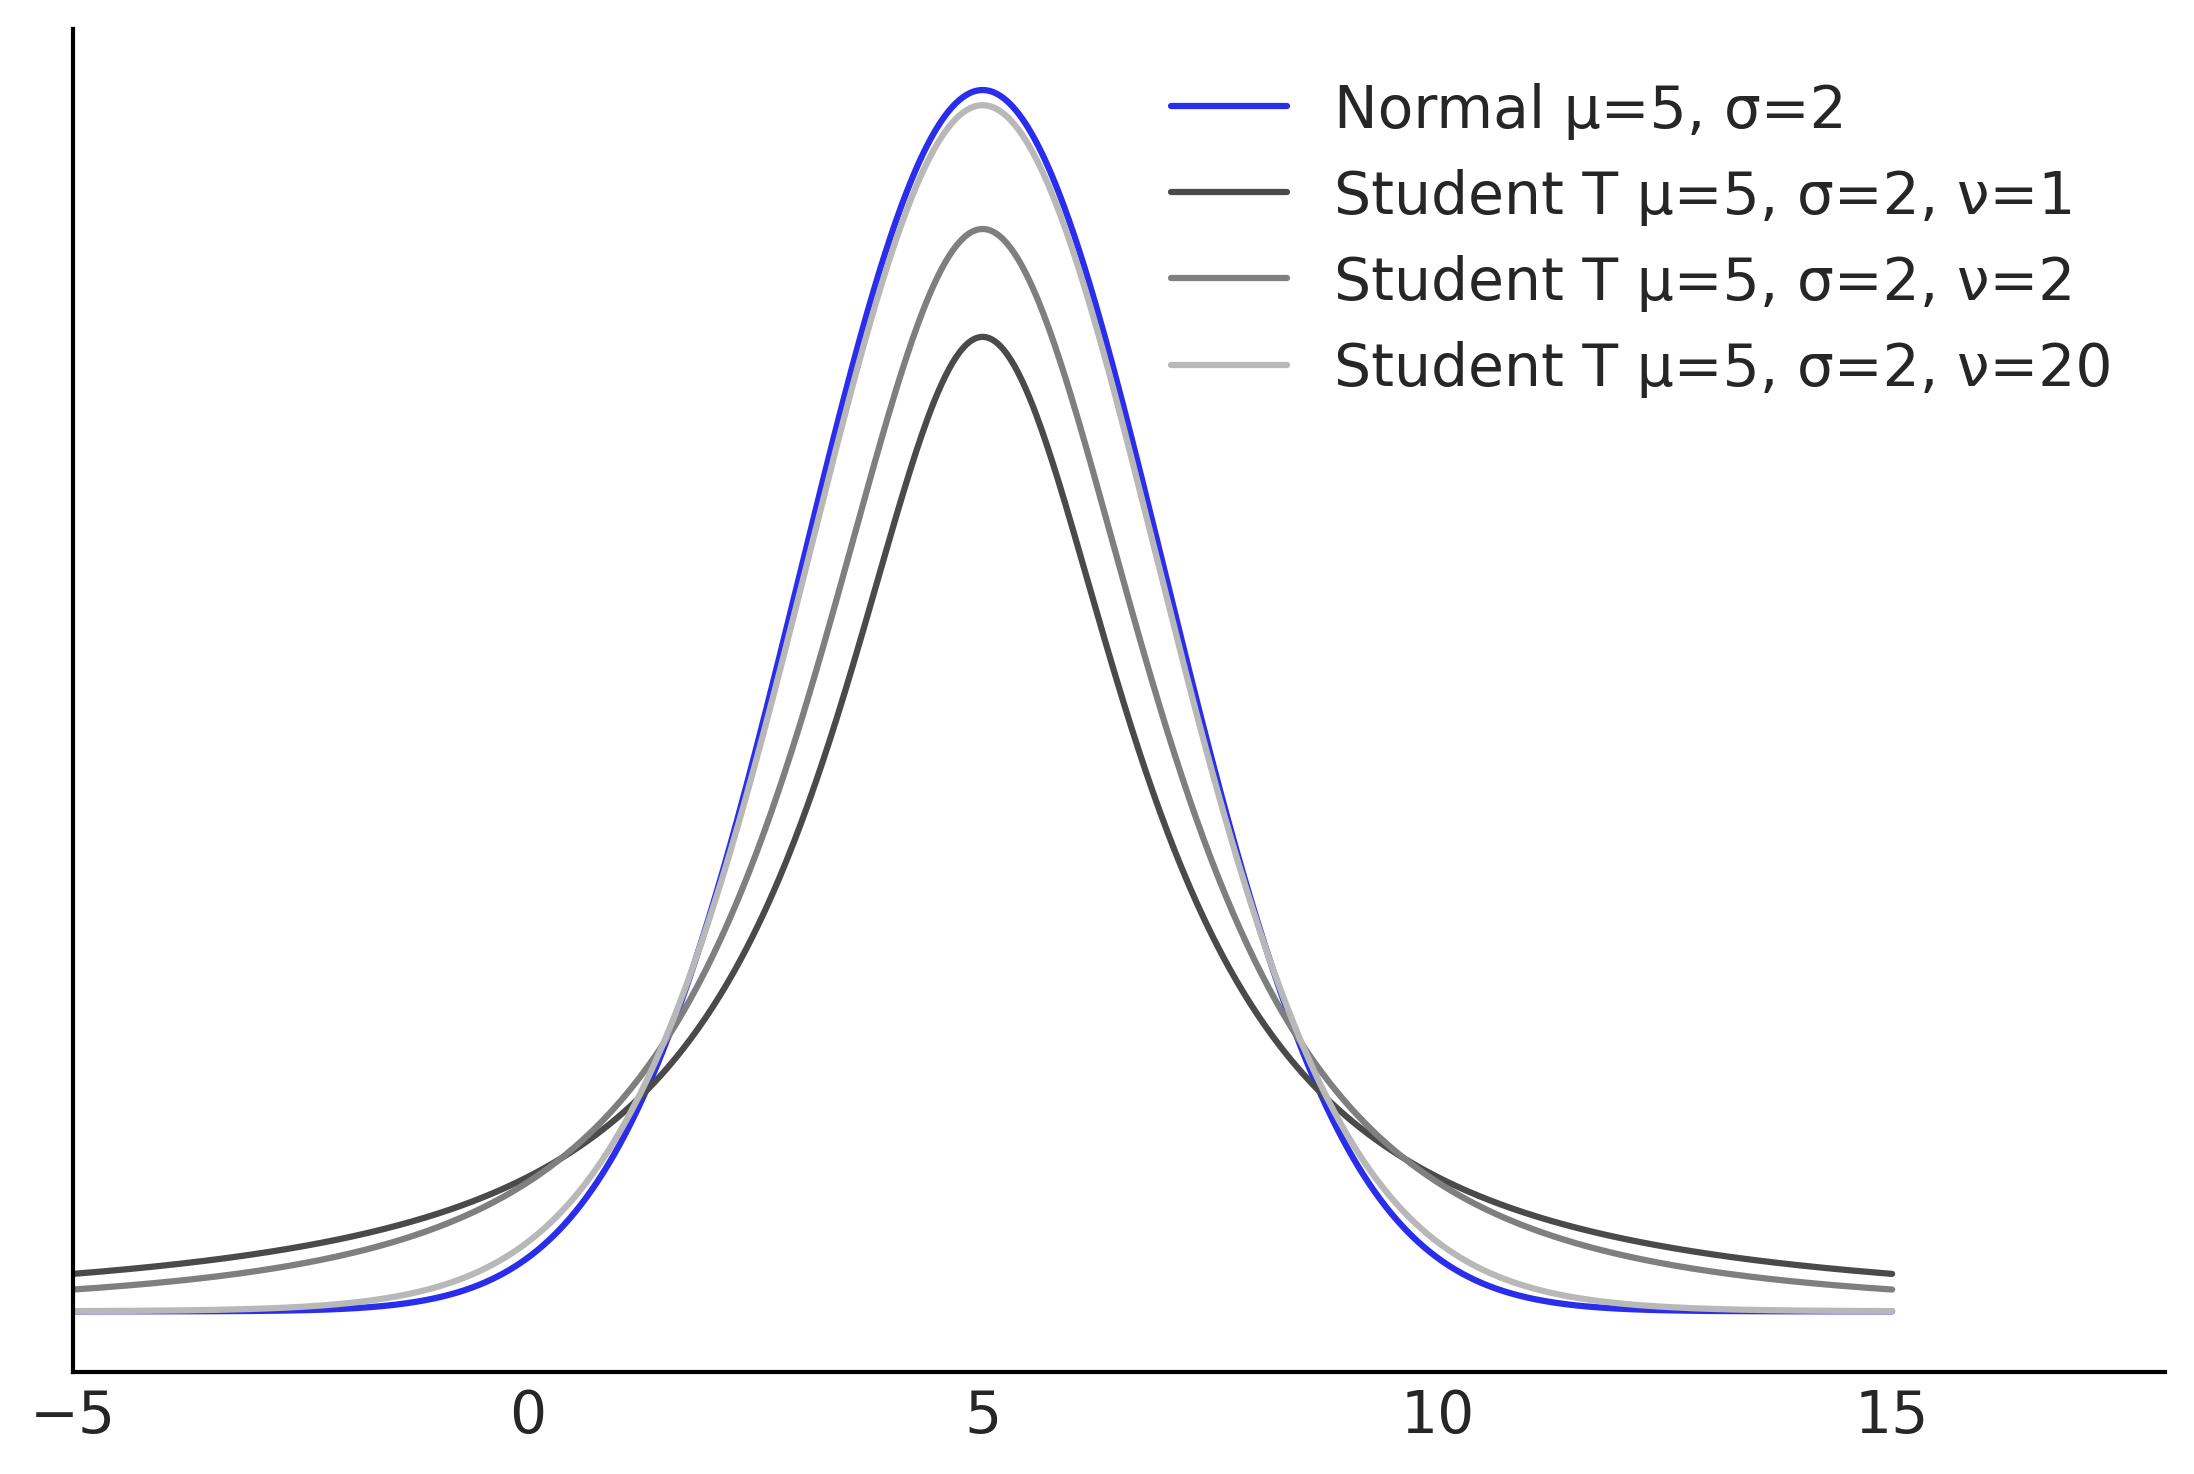 Normal μ=5, σ=2
Student T μ=5, σ=2, ν=1
Student T μ=5, σ=2, ν=2
Student T μ=5, σ=2, ν=20
−5 0 5 10 15